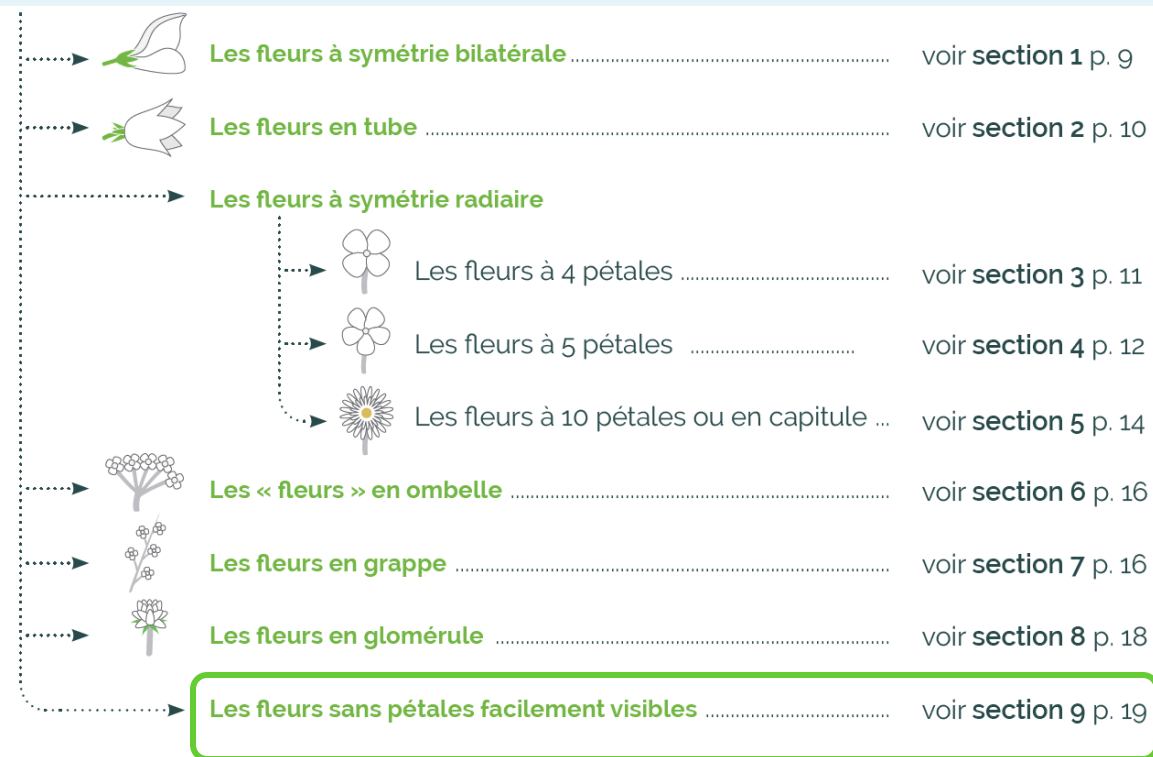 Les fleurs à symétrie bilatérale ........ voir section 1 p. 9
Les fleurs en tube ........ voir section 2 p. 10
Les fleurs à symétrie radiaire
Les fleurs à 4 pétales ........ voir section 3 p. 11
Les fleurs à 5 pétales ........ voir section 4 p. 12
Les fleurs à 10 pétales ou en capitule ... voir section 5 p. 14
Les « fleurs » en ombelle ........ voir section 6 p. 16
Les fleurs en grappe ........ voir section 7 p. 16
Les fleurs en glomérule ........ voir section 8 p. 18
Les fleurs sans pétales facilement visibles ........ voir section 9 p. 19